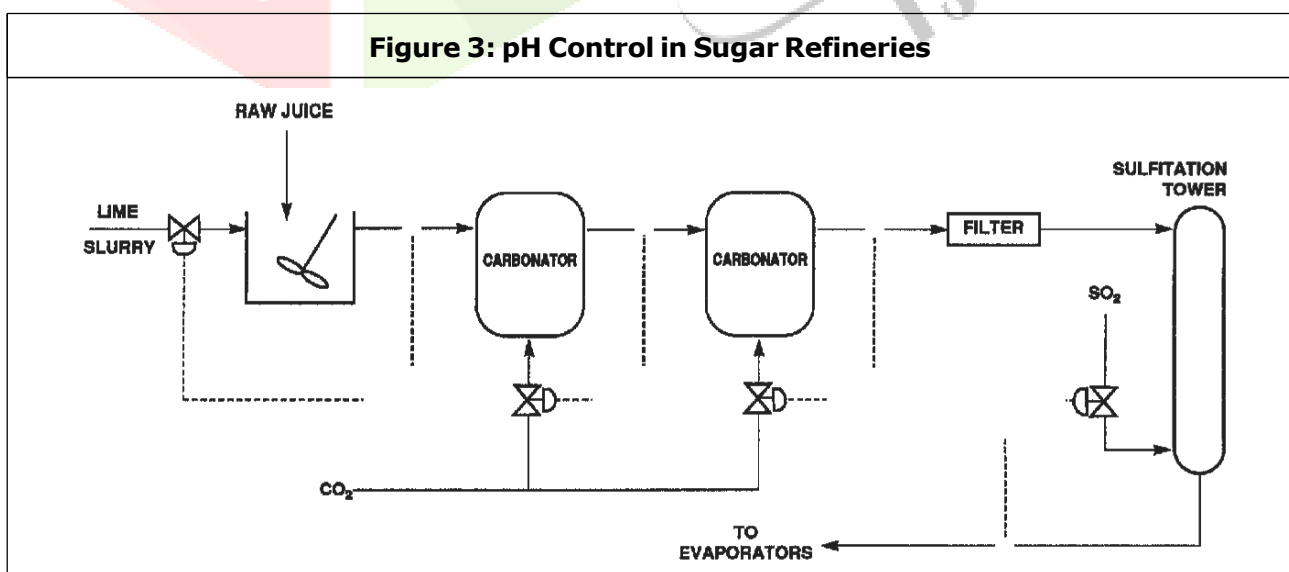 Figure 3: pH Control in Sugar Refineries
RAW JUICE
LIME
SLURRY
CARBONATOR
CARBONATOR
FILTER
SULFITATION
TOWER
SO₂
CO₂
TO
EVAPORATORS